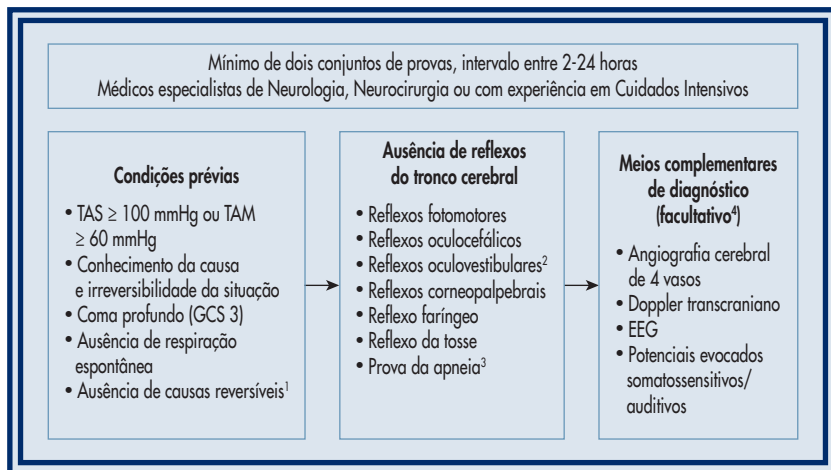 Mínimo de dois conjuntos de provas, intervalo entre 2-24 horas
Médicos especialistas de Neurologia, Neurocirurgia ou com experiência em Cuidados Intensivos
Condições prévias
• TAS ≥ 100 mmHg ou TAM
≥ 60 mmHg
• Conhecimento da causa
e irreversibilidade da situação
• Coma profundo (GCS 3)
• Ausência de respiração
espontânea
• Ausência de causas reversíveis¹
Ausência de reflexos
do tronco cerebral
• Reflexos fotomotores
• Reflexos oculocefálicos
• Reflexos oculovestibulares²
• Reflexos corneopalpebrais
• Reflexo faríngeo
• Reflexo da tosse
• Prova da apneia³
Meios complementares
de diagnóstico
(facultativo⁴)
• Angiografia cerebral
de 4 vasos
• Doppler transcraniano
• EEG
• Potenciais evocados
somatossensitivos/
auditivos